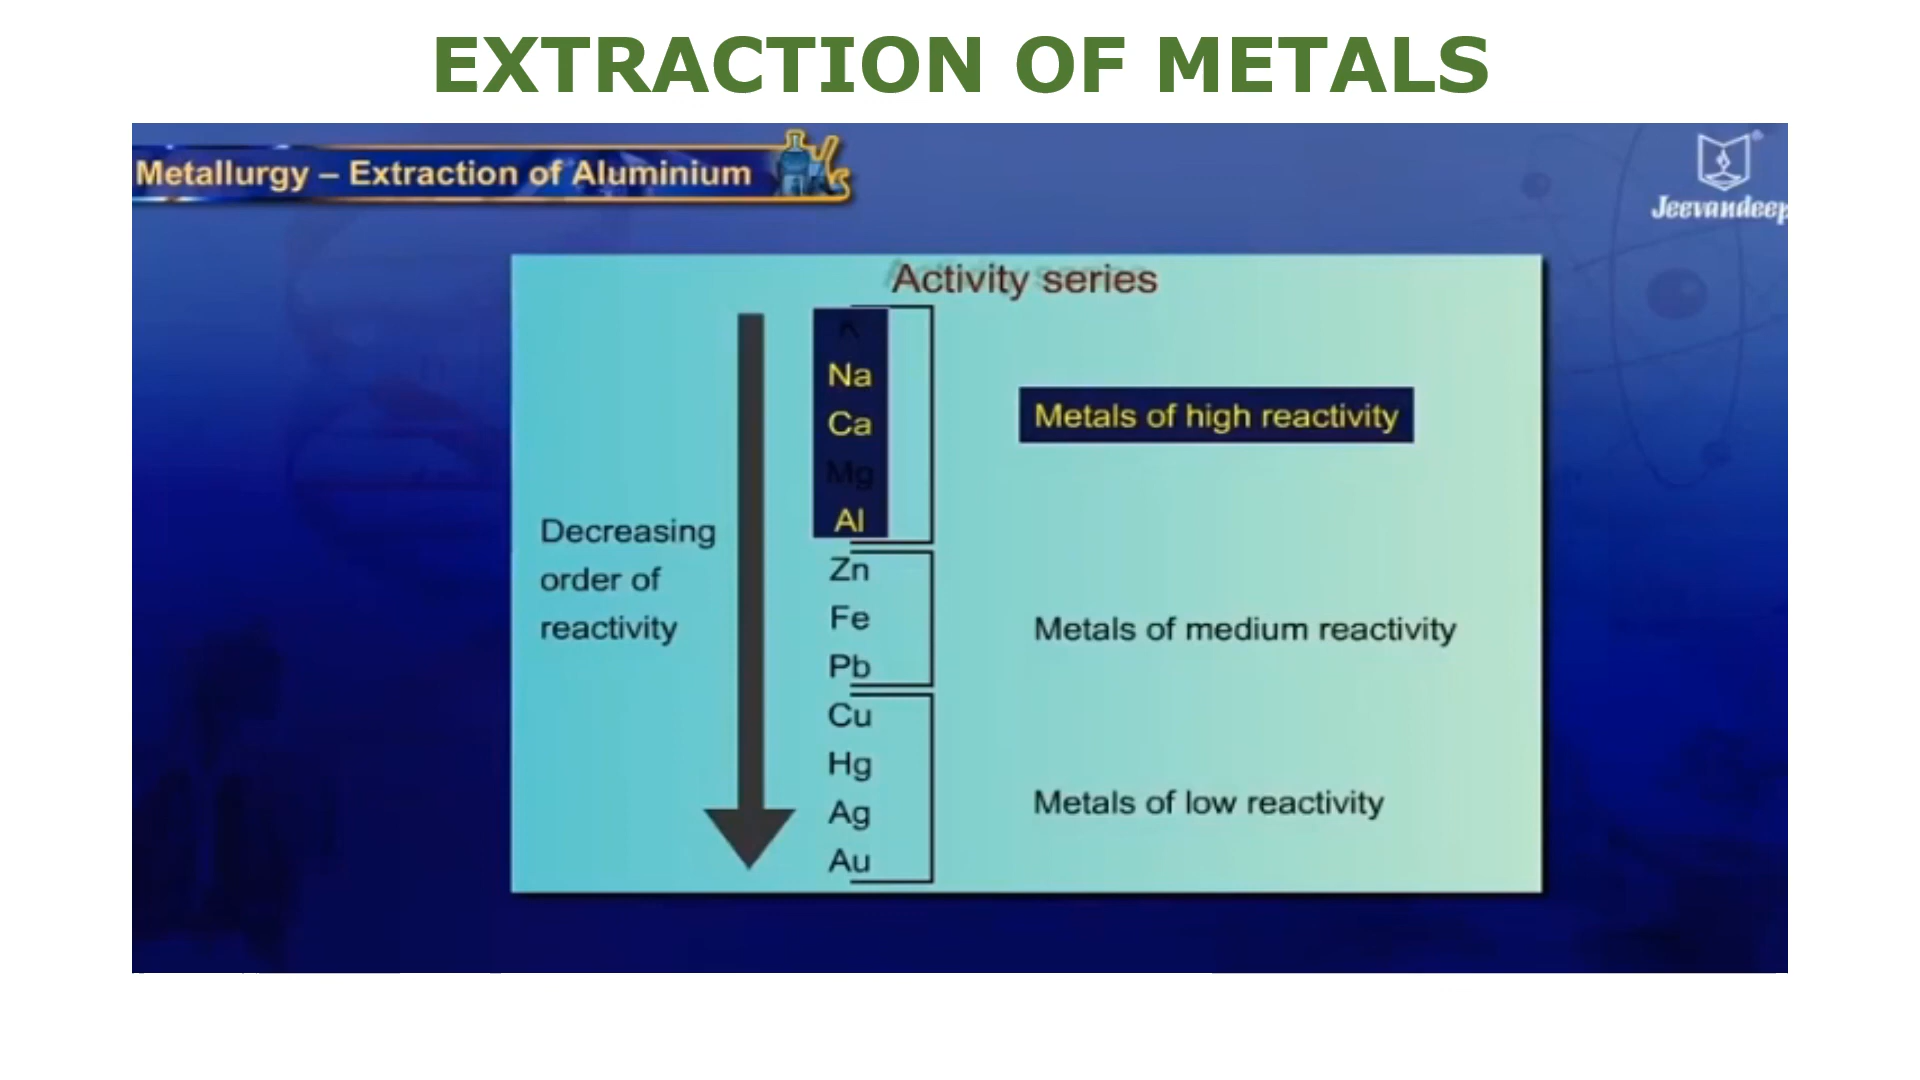 EXTRACTION OF METALS
Metallurgy – Extraction of Aluminium
Jeevandeep
Activity series
Na
Ca
Mg
Al
Zn
Fe
Pb
Cu
Hg
Ag
Au
Decreasing
order of
reactivity
Metals of high reactivity
Metals of medium reactivity
Metals of low reactivity